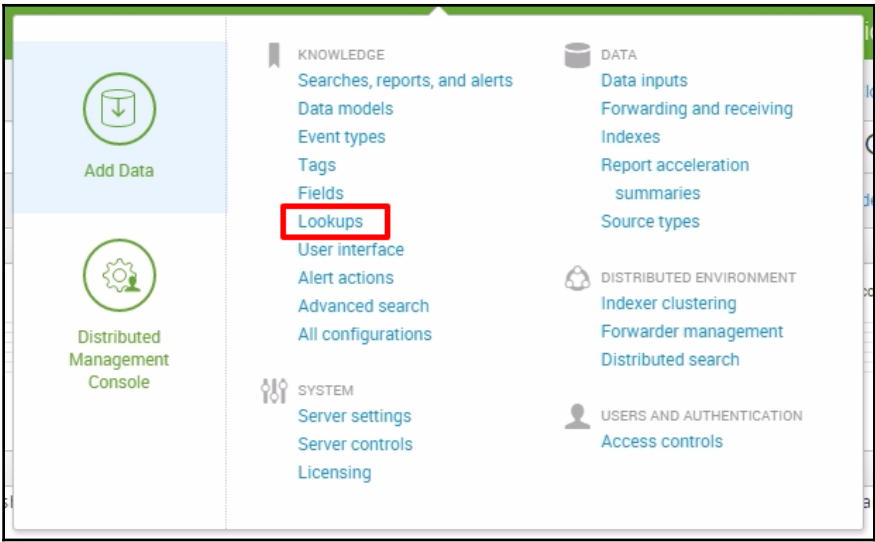 Add Data
Distributed
Management
Console
KNOWLEDGE
Searches, reports, and alerts
Data models
Event types
Tags
Fields
Lookups
User interface
Alert actions
Advanced search
All configurations
SYSTEM
Server settings
Server controls
Licensing
DATA
Data inputs
Forwarding and receiving
Indexes
Report acceleration
summaries
Source types
DISTRIBUTED ENVIRONMENT
Indexer clustering
Forwarder management
Distributed search
USERS AND AUTHENTICATION
Access controls